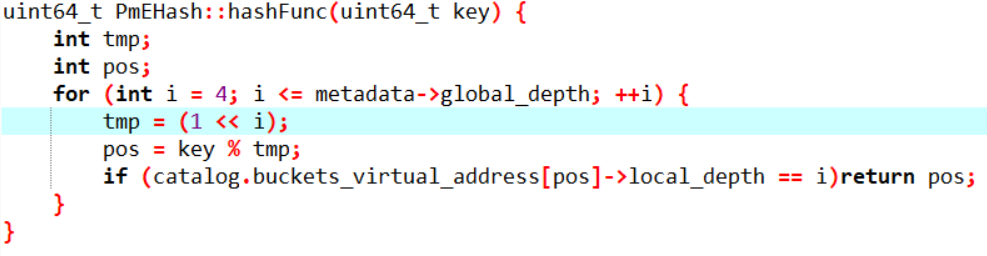 uint64_t PmEHash::hashFunc(uint64_t key) {
    int tmp;
    int pos;
    for (int i = 4; i <= metadata->global_depth; ++i) {
        tmp = (1 << i);
        pos = key % tmp;
        if (catalog.buckets_virtual_address[pos]->local_depth == i)return pos;
    }
}